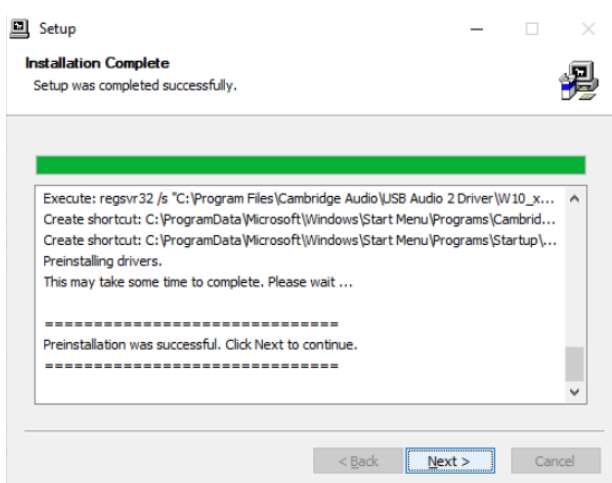 Setup
Installation Complete
Setup was completed successfully.
Execute: regsvr32 /s "C:\Program Files\Cambridge Audio\USB Audio 2 Driver\W10_x...
Create shortcut: C:\ProgramData\Microsoft\Windows\Start Menu\Programs\Cambrid...
Create shortcut: C:\ProgramData\Microsoft\Windows\Start Menu\Programs\Startup\...
Preinstalling drivers.
This may take some time to complete. Please wait ...
==============================
Preinstallation was successful. Click Next to continue.
==============================
< Back Next > Cancel